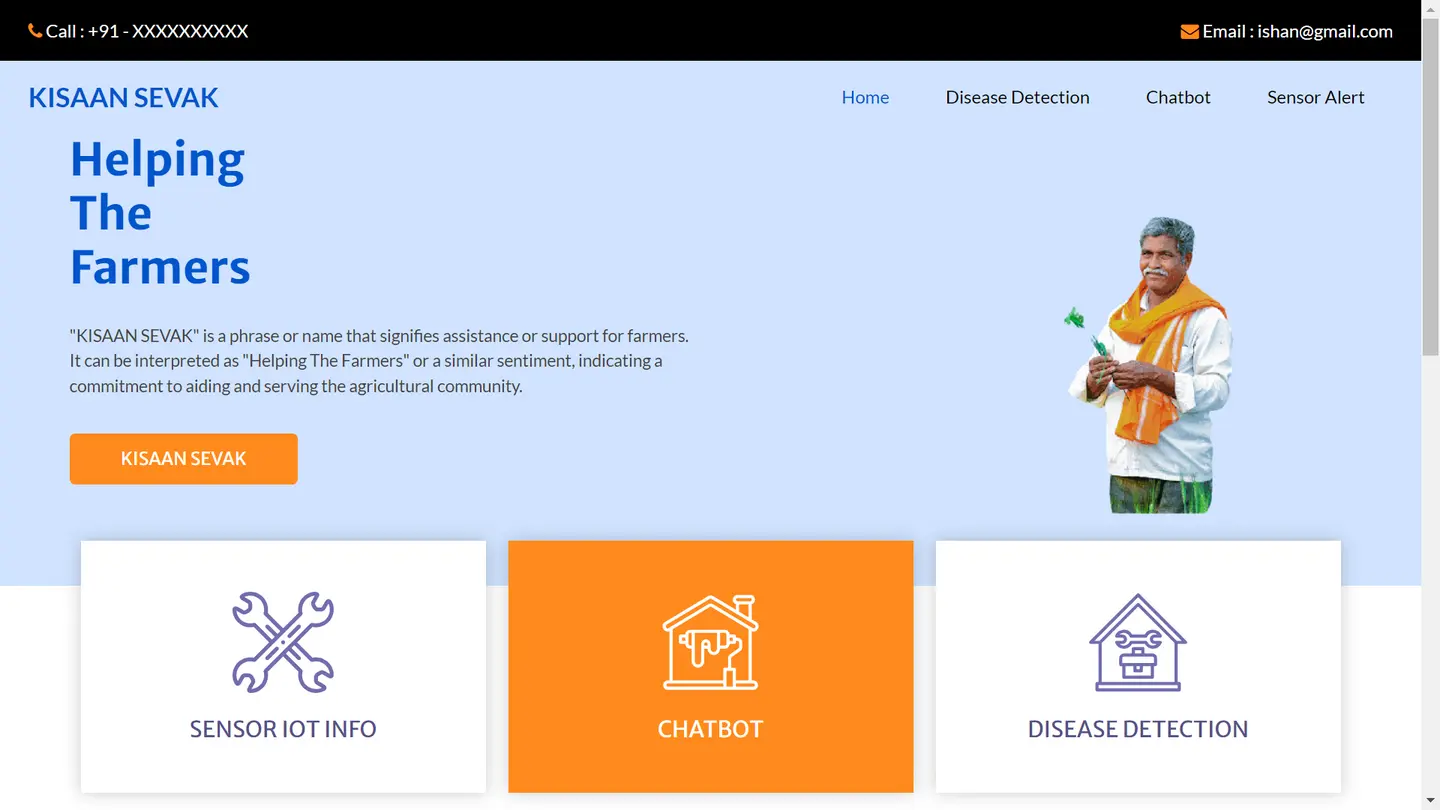 Call : +91 - XXXXXXXXXX
Email : ishan@gmail.com
KISAAN SEVAK
Home
Disease Detection
Chatbot
Sensor Alert
Helping
The
Farmers
"KISAAN SEVAK" is a phrase or name that signifies assistance or support for farmers.
It can be interpreted as "Helping The Farmers" or a similar sentiment, indicating a
commitment to aiding and serving the agricultural community.
KISAAN SEVAK
SENSOR IOT INFO
CHATBOT
DISEASE DETECTION